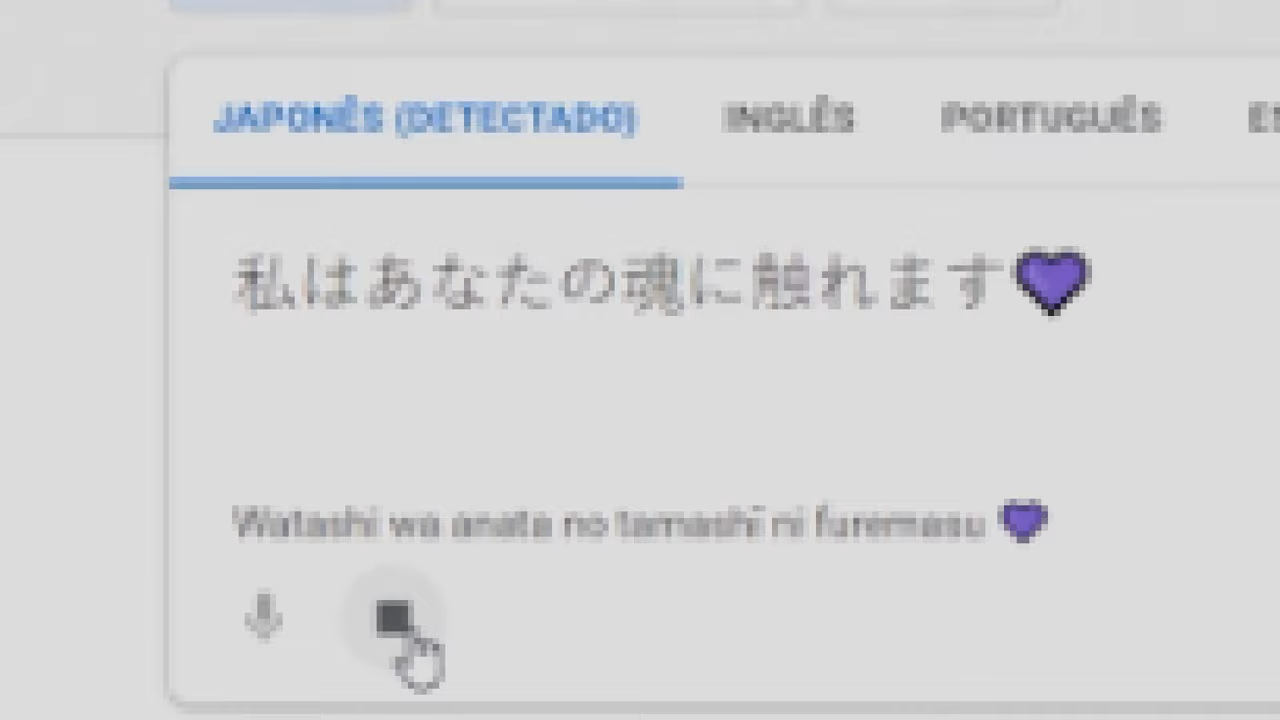 JAPONÊS (DETECTADO) INGLÊS PORTUGUÊS ES
私はあなたの魂に触れます💜
Watashi wa anata no tamashī ni furemasu 💜